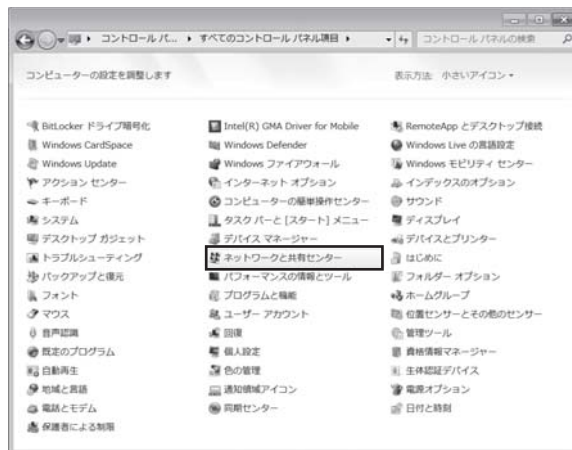 コントロール パ... ▸ すべてのコントロール パネル項目 ▸ コントロール パネルの検索
コンピューターの設定を調整します 表示方法: 小さいアイコン
BitLocker ドライブ暗号化 Intel(R) GMA Driver for Mobile RemoteApp とデスクトップ接続
Windows CardSpace Windows Defender Windows Live の言語設定
Windows Update Windows ファイアウォール Windows モビリティ センター
アクション センター インターネット オプション インデックスのオプション
キーボード コンピューターの簡単操作センター サウンド
システム タスク バーと [スタート] メニュー ディスプレイ
デスクトップ ガジェット デバイス マネージャー デバイスとプリンター
トラブルシューティング ネットワークと共有センター はじめに
バックアップと復元 パフォーマンスの情報とツール フォルダー オプション
フォント プログラムと機能 ホームグループ
マウス ユーザー アカウント 位置センサーとその他のセンサー
音声認識 回復 管理ツール
既定のプログラム 個人設定 資格情報マネージャー
自動再生 色の管理 生体認証デバイス
地域と言語 通知領域アイコン 電源オプション
電話とモデム 同期センター 日付と時刻
保護者による制限